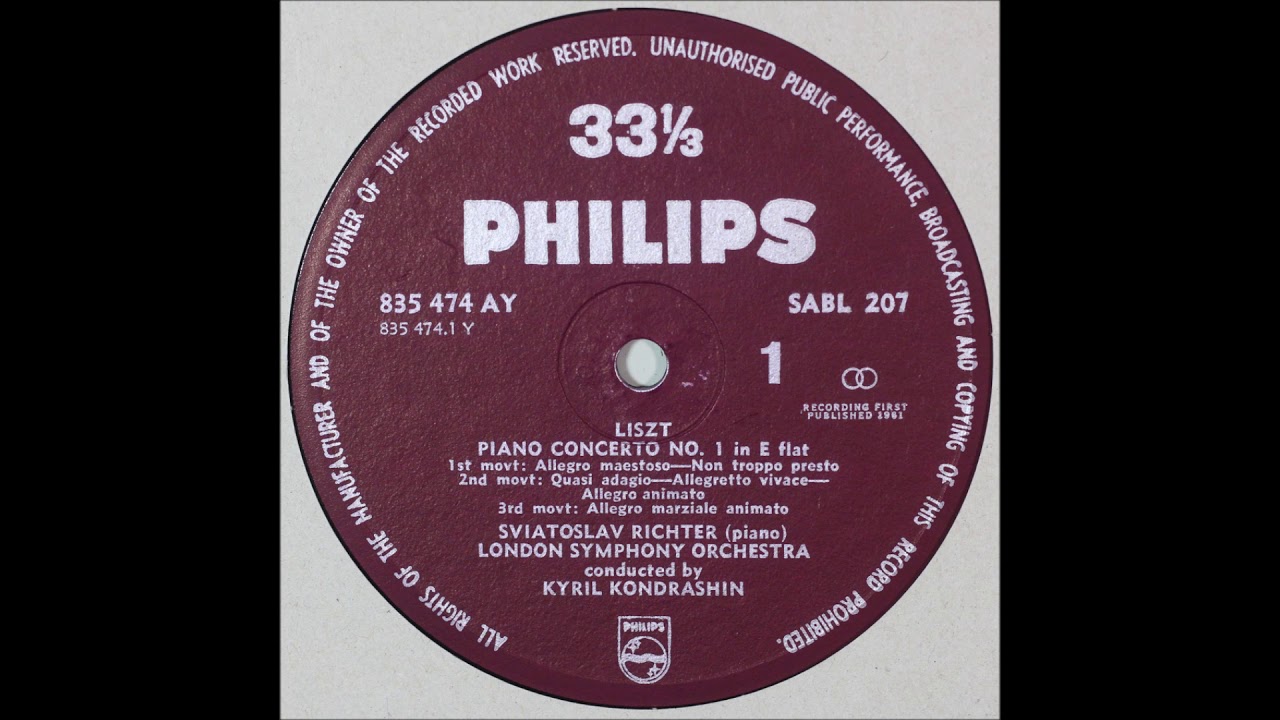 ALL RIGHTS OF THE MANUFACTURER AND OF THE OWNER OF THE RECORDED WORK RESERVED. UNAUTHORISED PUBLIC PERFORMANCE, BROADCASTING AND COPYING OF THIS RECORD PROHIBITED.
33⅓
PHILIPS
835 474 AY
SABL 207
835 474.1 Y
1
RECORDING FIRST
PUBLISHED 1961
LISZT
PIANO CONCERTO NO. 1 in E flat
1st movt: Allegro maestoso—Non troppo presto
2nd movt: Quasi adagio—Allegretto vivace—
Allegro animato
3rd movt: Allegro marziale animato
SVIATOSLAV RICHTER (piano)
LONDON SYMPHONY ORCHESTRA
conducted by
KYRIL KONDRASHIN
PHILIPS